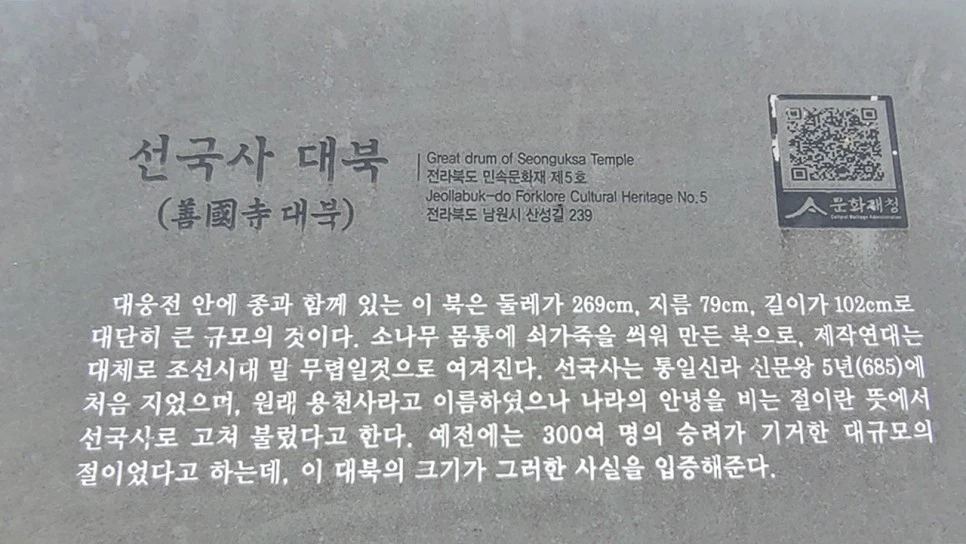 선국사 대북
(善國寺 대북)
Great drum of Seonguksa Temple
전라북도 민속문화재 제5호
Jeollabuk-do Forklore Cultural Heritage No.5
전라북도 남원시 산성길 239
문화재청
Cultural Heritage Administration
대웅전 안에 종과 함께 있는 이 북은 둘레가 269cm, 지름 79cm, 길이가 102cm로
대단히 큰 규모의 것이다. 소나무 몸통에 쇠가죽을 씌워 만든 북으로, 제작연대는
대체로 조선시대 말 무렵일것으로 여겨진다. 선국사는 통일신라 신문왕 5년(685)에
처음 지었으며, 원래 용천사라고 이름하였으나 나라의 안녕을 비는 절이란 뜻에서
선국사로 고쳐 불렀다고 한다. 예전에는 300여 명의 승려가 기거한 대규모의
절이었다고 하는데, 이 대북의 크기가 그러한 사실을 입증해준다.